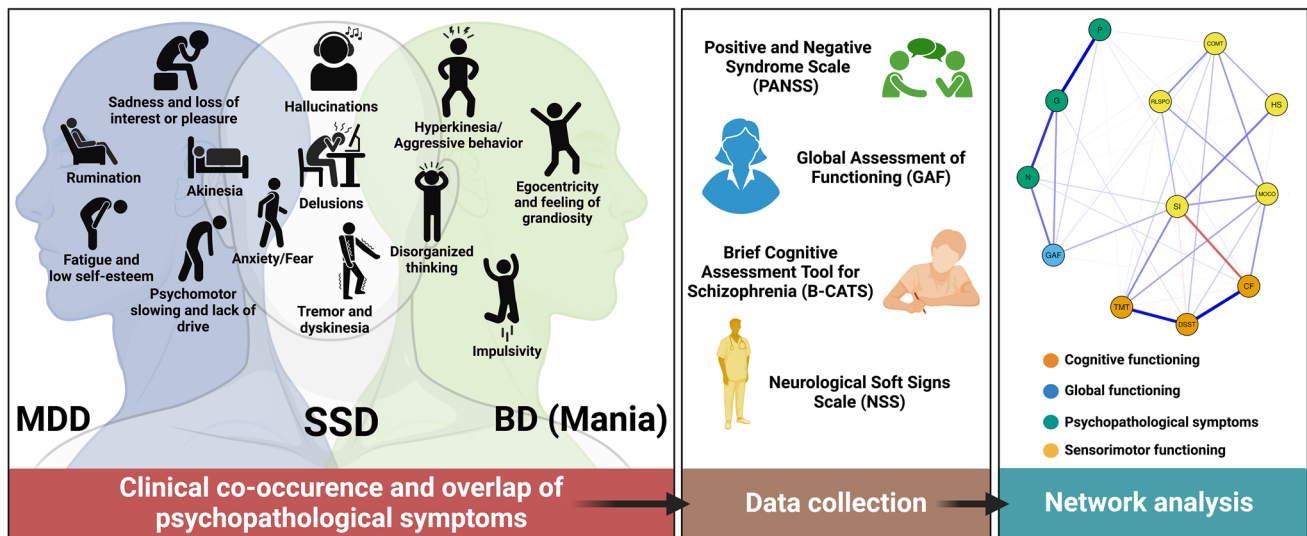 Sadness and loss of
interest or pleasure
Rumination
Akinesia
Fatigue and
low self-esteem
Psychomotor
slowing and lack of
drive
Anxiety/Fear
Hallucinations
Delusions
Tremor and
dyskinesia
Hyperkinesia/
Aggressive behavior
Egocentricity
and feeling of
grandiosity
Disorganized
thinking
Impulsivity
MDD
SSD
BD (Mania)
Clinical co-occurence and overlap of
psychopathological symptoms
Positive and Negative
Syndrome Scale
(PANSS)
Global Assessment of
Functioning (GAF)
Brief Cognitive
Assessment Tool for
Schizophrenia (B-CATS)
Neurological Soft Signs
Scale (NSS)
Data collection
P
COMT
G
RLSPO
HS
N
MOCO
SI
GAF
CF
TMT
DSST
Cognitive functioning
Global functioning
Psychopathological symptoms
Sensorimotor functioning
Network analysis